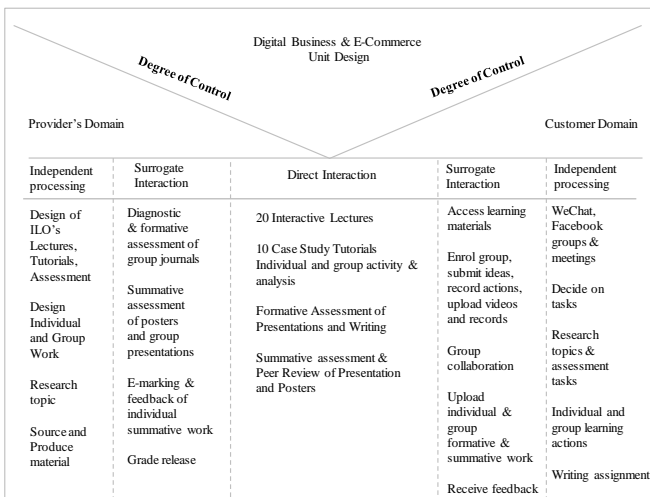 Digital Business & E-Commerce
Unit Design
Degree of Control
Degree of Control
Provider's Domain
Customer Domain
Independent
processing
Surrogate
Interaction
Direct Interaction
Surrogate
Interaction
Independent
processing
Design of
ILO's
Lectures,
Tutorials,
Assessment
Design
Individual
and Group
Work
Research
topic
Source and
Produce
material
Diagnostic
& formative
assessment of
group journals
Summative
assessment
of posters
and group
presentations
E-marking &
feedback of
individual
summative work
Grade release
20 Interactive Lectures
10 Case Study Tutorials
Individual and group activity &
analysis
Formative Assessment of
Presentations and Writing
Summative assessment &
Peer Review of Presentation
and Posters
Access learning
materials
Enrol group,
submit ideas,
record actions,
upload videos
and records
Group
collaboration
Upload
individual &
group
formative &
summative work
Receive feedback
WeChat,
Facebook
groups &
meetings
Decide on
tasks
Research
topics &
assessment
tasks
Individual and
group learning
actions
Writing assignment